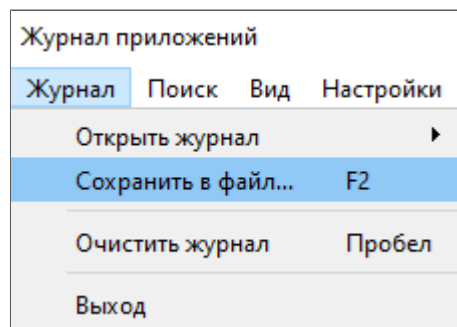 Журнал приложений
Журнал Поиск Вид Настройки
Открыть журнал
Сохранить в файл... F2
Очистить журнал Пробел
Выход